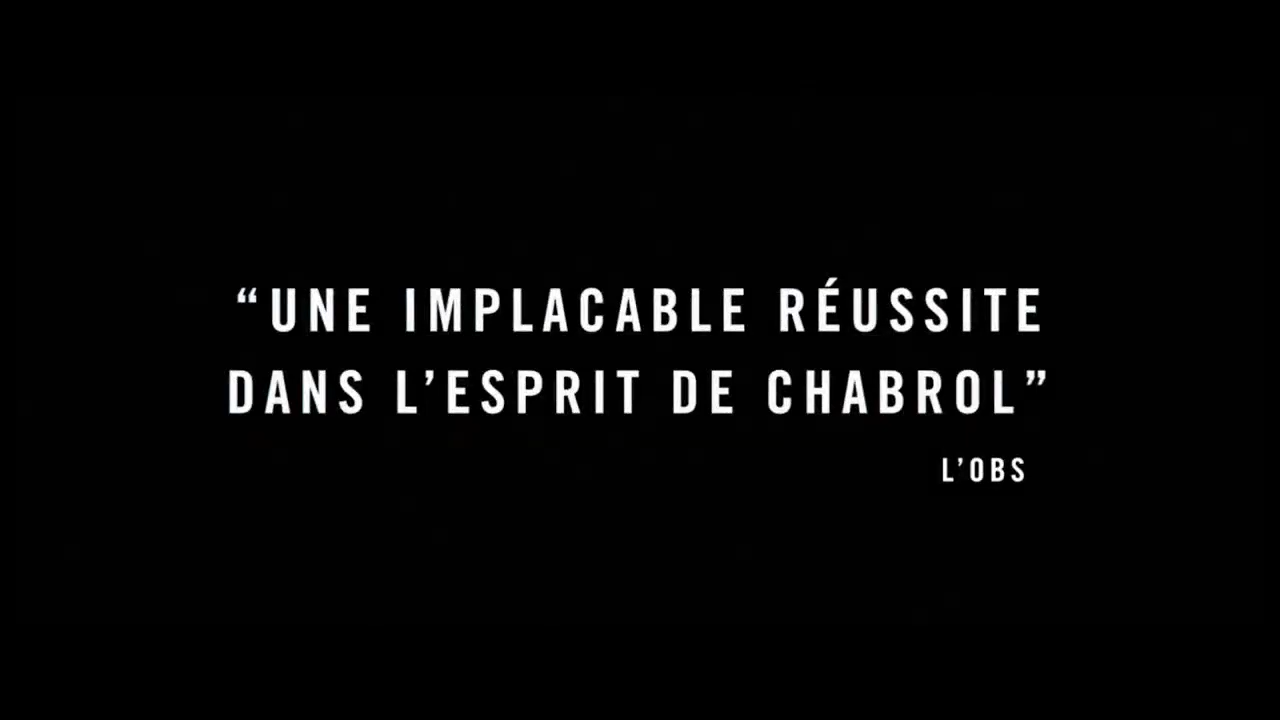 “UNE IMPLACABLE RÉUSSITE
DANS L’ESPRIT DE CHABROL”
L’OBS